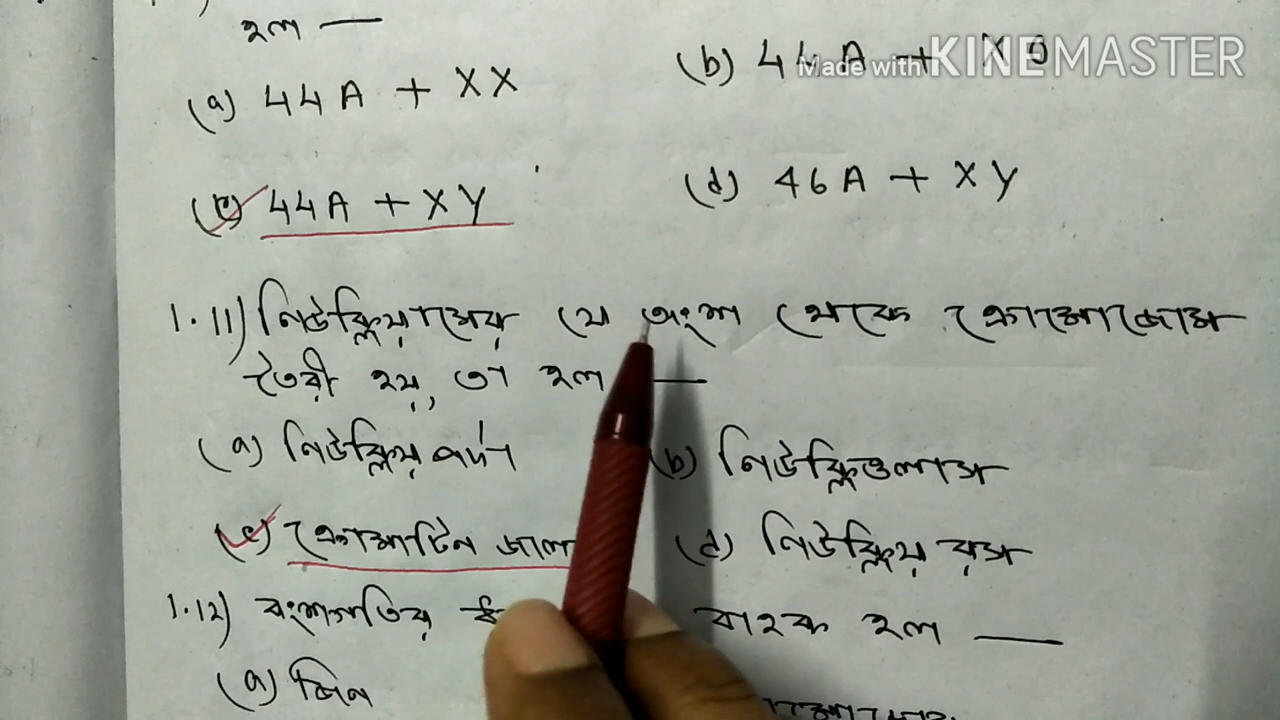 হল —
(a) 44A + XX
(b) 44A + XO
Made with KINEMASTER
(c) 44A + XY
(d) 46A + XY
1.11) নিউক্লিয়াসের যে অংশ থেকে ক্রোমোজোম
তৈরী হয়, তা হল —
(a) নিউক্লিয় পর্দা
(b) নিউক্লিওলাস
(c) ক্রোমাটিন জাল
(d) নিউক্লিয় রস
1.12) বংশগতির বাহক হল —
(a) জিন